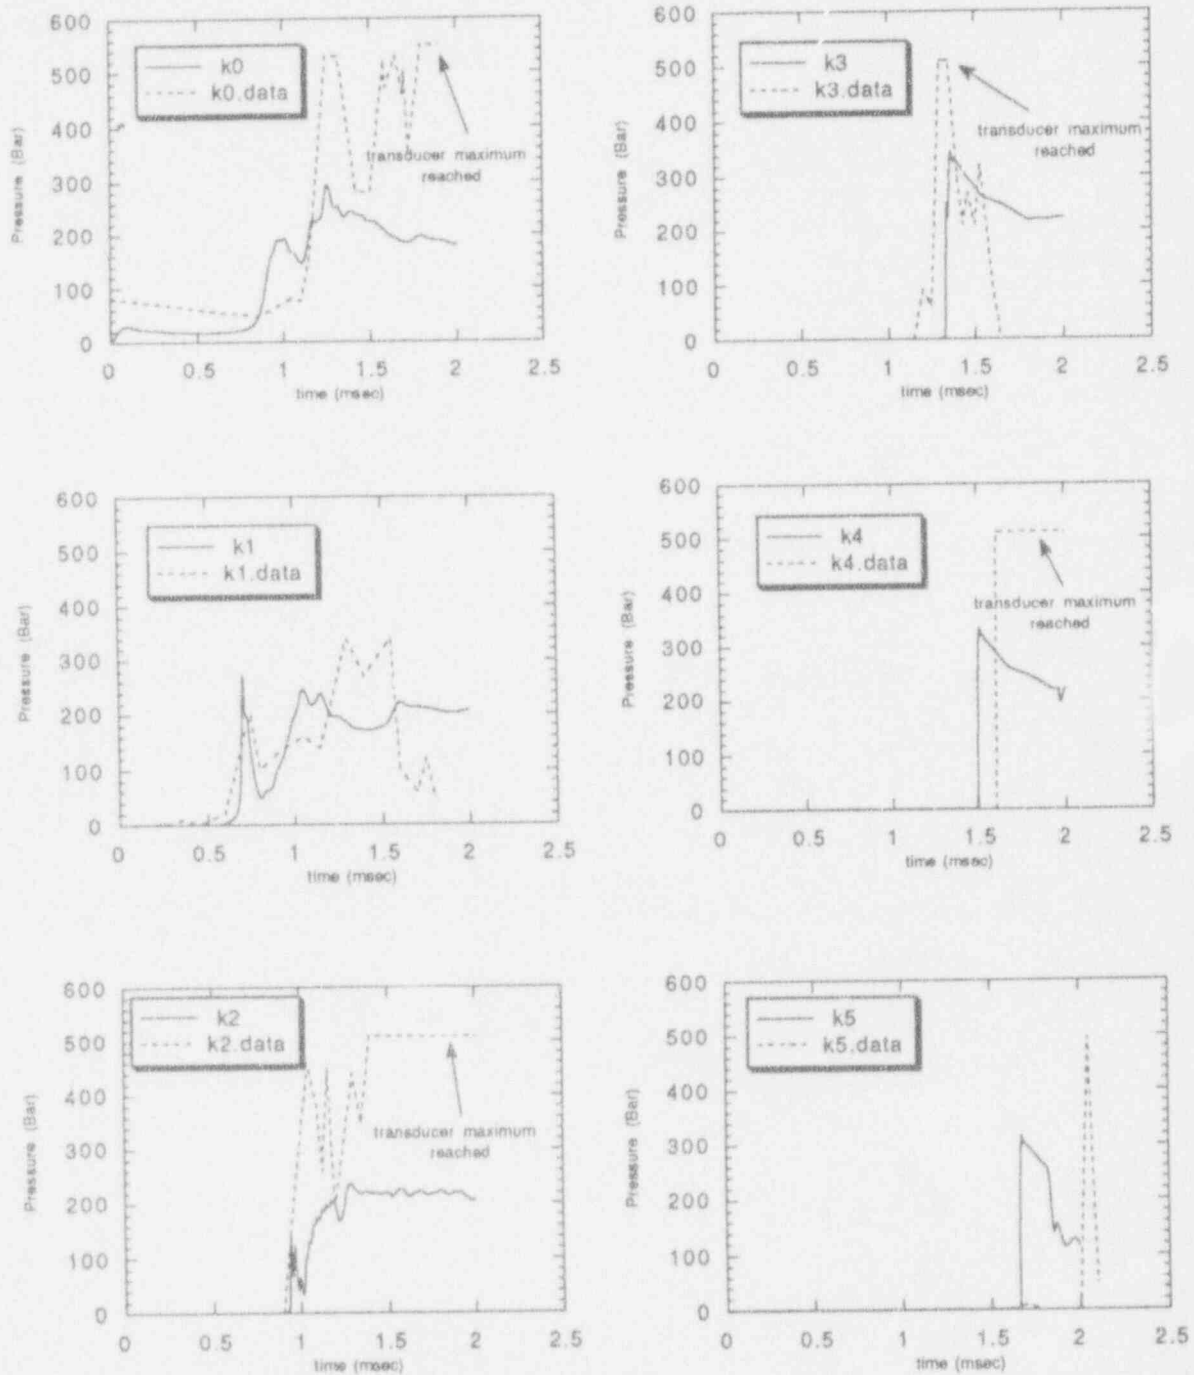 600
500
400
300
200
100
0
Pressure (Bar)
k0
k0.data
transducer maximum
reached
0 0.5 1 1.5 2 2.5
time (msec)
600
500
400
300
200
100
0
Pressure (Bar)
k3
k3.data
transducer maximum
reached
0 0.5 1 1.5 2 2.5
time (msec)
600
500
400
300
200
100
0
Pressure (Bar)
k1
k1.data
0 0.5 1 1.5 2 2.5
time (msec)
600
500
400
300
200
100
0
Pressure (Bar)
k4
k4.data
transducer maximum
reached
0 0.5 1 1.5 2 2.5
time (msec)
600
500
400
300
200
100
0
Pressure (Bar)
k2
k2.data
transducer maximum
reached
0 0.5 1 1.5 2 2.5
time (msec)
600
500
400
300
200
100
0
Pressure (Bar)
k5
k5.data
0 0.5 1 1.5 2 2.5
time (msec)